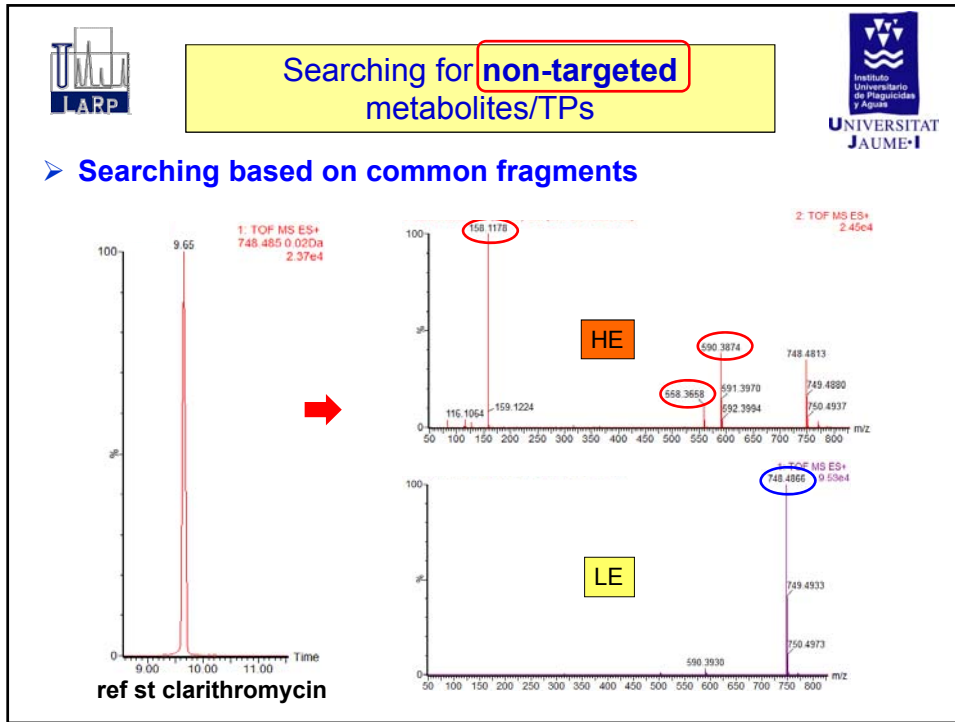 U
LARP
Searching for non-targeted
metabolites/TPs
Instituto
Universitario
de Plaguicidas
y Aguas
UNIVERSITAT
JAUME•I
➢ Searching based on common fragments
1: TOF MS ES+
748.485 0.02Da
2.37e4
9.65
100
%
0
9.00 10.00 11.00
Time
ref st clarithromycin
2: TOF MS ES+
2.45e4
158.1178
100
%
HE
590.3874
748.4813
558.3658
591.3970
749.4880
116.1064
159.1224
592.3994
750.4937
0
50 100 150 200 250 300 350 400 450 500 550 600 650 700 750 800
m/z
1: TOF MS ES+
9.53e4
748.4866
100
%
LE
749.4933
750.4973
590.3930
0
50 100 150 200 250 300 350 400 450 500 550 600 650 700 750 800
m/z